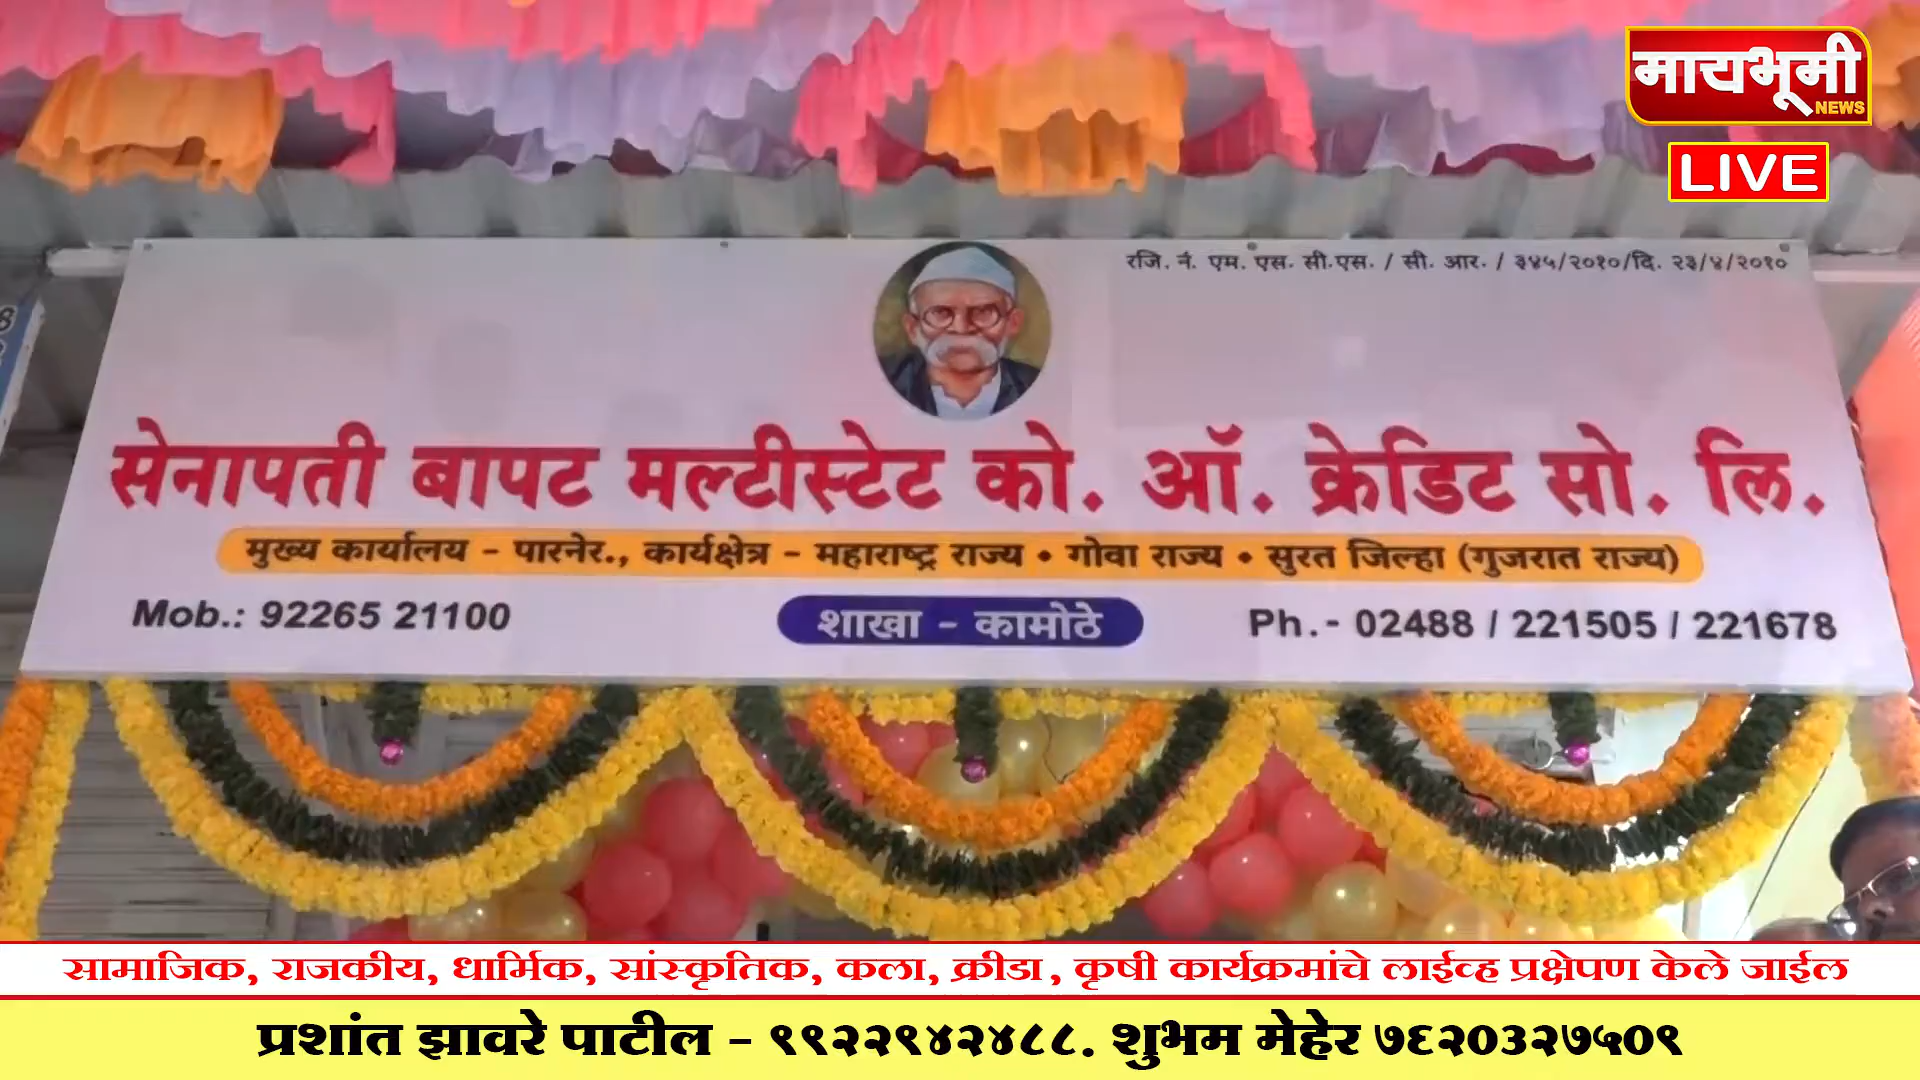 मायभूमी
NEWS
LIVE
रजि. नं. एम. एस. सी.एस. / सी. आर. / ३४५/२०१०/दि. २३/४/२०१०
सेनापती बापट मल्टीस्टेट को. ऑ. क्रेडिट सो. लि.
मुख्य कार्यालय - पारनेर., कार्यक्षेत्र - महाराष्ट्र राज्य • गोवा राज्य • सुरत जिल्हा (गुजरात राज्य)
Mob.: 92265 21100
शाखा - कामोठे
Ph.- 02488 / 221505 / 221678
सामाजिक, राजकीय, धार्मिक, सांस्कृतिक, कला, क्रीडा, कृषी कार्यक्रमांचे लाईव्ह प्रक्षेपण केले जाईल
प्रशांत झावरे पाटील - ९९२२९४२४८८. शुभम मेहेर ७६२०३२७५०९